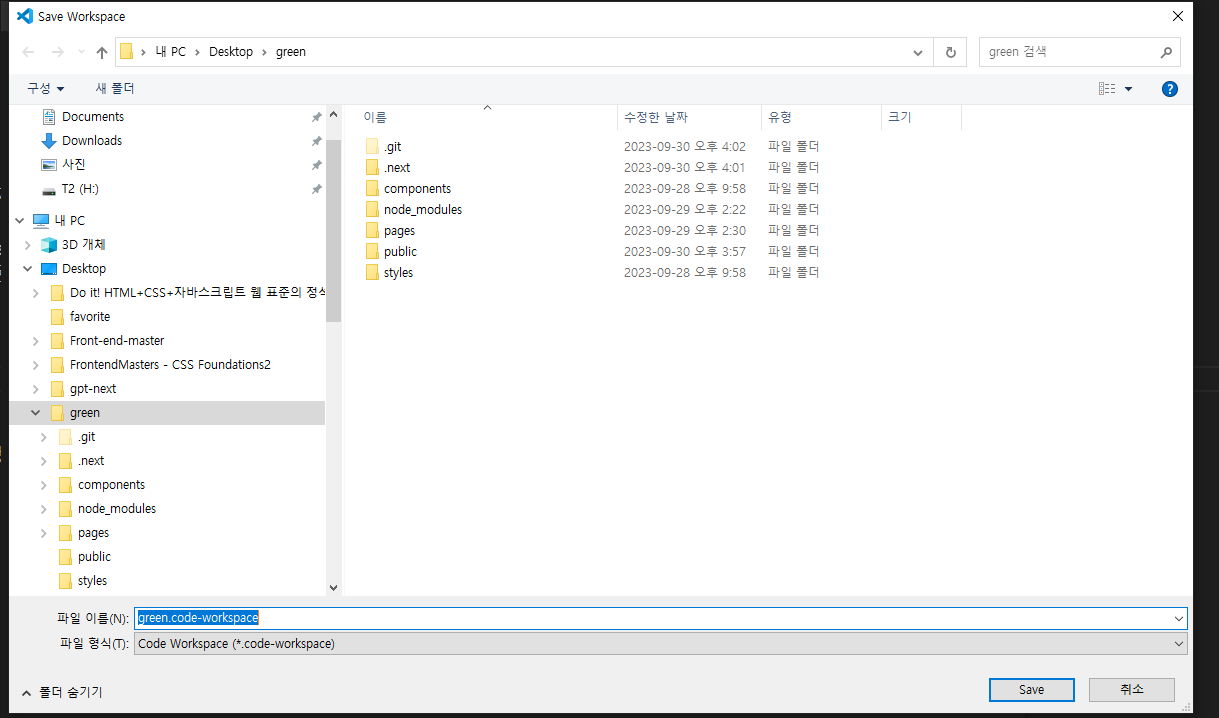 Save Workspace
내 PC
Desktop
green
green 검색
구성
새 폴더
Documents
Downloads
사진
T2 (H:)
내 PC
3D 개체
Desktop
Do it! HTML+CSS+자바스크립트 웹 표준의 정석
favorite
Front-end-master
FrontendMasters - CSS Foundations2
gpt-next
green
.git
.next
components
node_modules
pages
public
styles
이름 수정한 날짜 유형 크기
.git 2023-09-30 오후 4:02 파일 폴더
.next 2023-09-30 오후 4:01 파일 폴더
components 2023-09-28 오후 9:58 파일 폴더
node_modules 2023-09-29 오후 2:22 파일 폴더
pages 2023-09-29 오후 2:30 파일 폴더
public 2023-09-30 오후 3:57 파일 폴더
styles 2023-09-28 오후 9:58 파일 폴더
파일 이름(N): green.code-workspace
파일 형식(T): Code Workspace (*.code-workspace)
폴더 숨기기
Save
취소